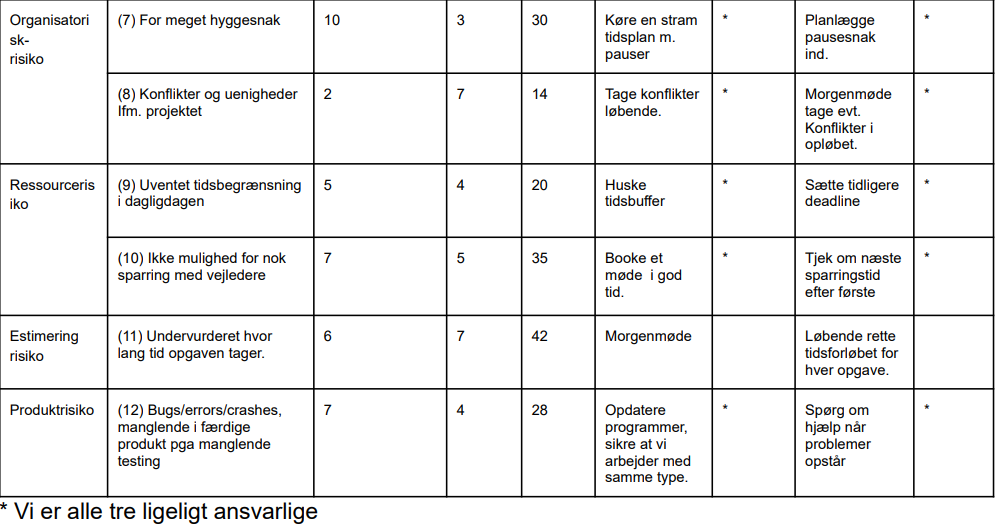 Organisatori
sk-
risiko
(7) For meget hyggesnak
10
3
30
Køre en stram
tidsplan m.
pauser
*
Planlægge
pausesnak
ind.
*
(8) Konflikter og uenigheder
Ifm. projektet
2
7
14
Tage konflikter
løbende.
*
Morgenmøde
tage evt.
Konflikter i
opløbet.
*
Ressourceris
iko
(9) Uventet tidsbegrænsning
i dagligdagen
5
4
20
Huske
tidsbuffer
*
Sætte tidligere
deadline
*
(10) Ikke mulighed for nok
sparring med vejledere
7
5
35
Booke et
møde  i god
tid.
*
Tjek om næste
sparringstid
efter første
*
Estimering
risiko
(11) Undervurderet hvor
lang tid opgaven tager.
6
7
42
Morgenmøde
Løbende rette
tidsforløbet for
hver opgave.
Produktrisiko
(12) Bugs/errors/crashes,
manglende i færdige
produkt pga manglende
testing
7
4
28
Opdatere
programmer,
sikre at vi
arbejder med
samme type.
*
Spørg om
hjælp når
problemer
opstår
*
* Vi er alle tre ligeligt ansvarlige